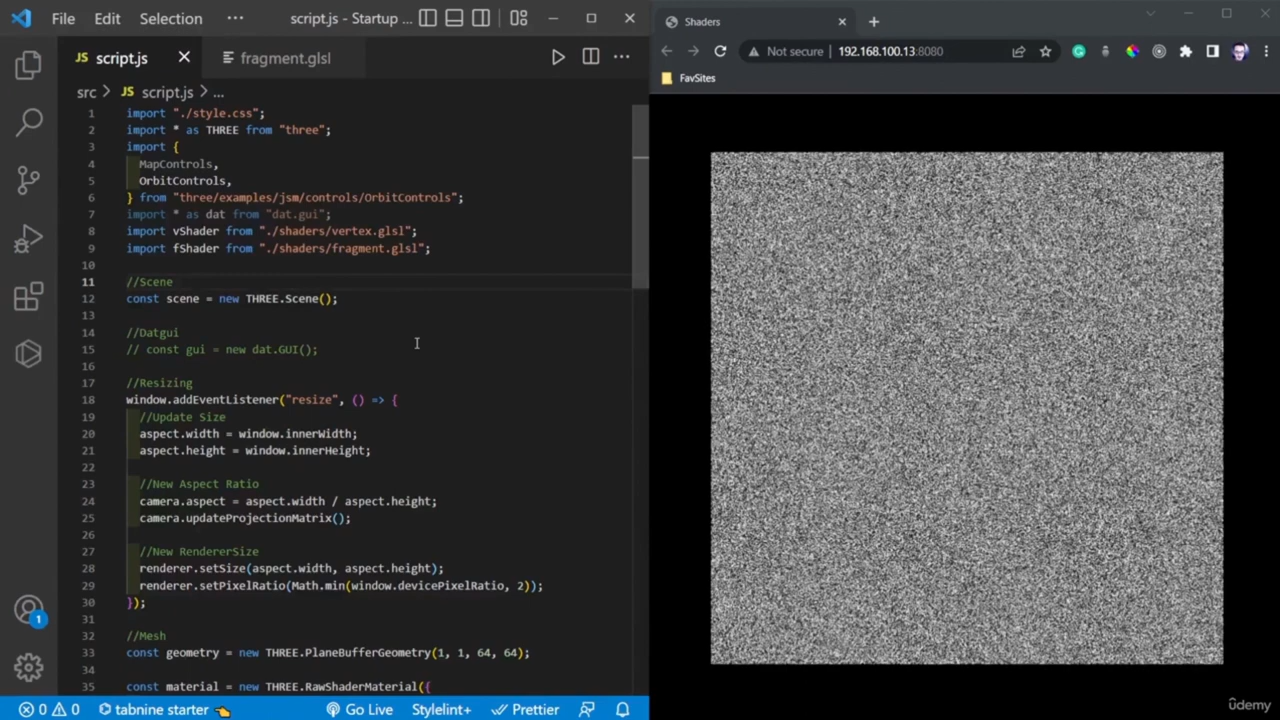 File Edit Selection ··· script.js - Startup ...
script.js
fragment.glsl
src > JS script.js > ...
1 import "./style.css";
2 import * as THREE from "three";
3 import {
4 MapControls,
5 OrbitControls,
6 } from "three/examples/jsm/controls/OrbitControls";
7 import * as dat from "dat.gui";
8 import vShader from "./shaders/vertex.glsl";
9 import fShader from "./shaders/fragment.glsl";
10
11 //Scene
12 const scene = new THREE.Scene();
13
14 //Datgui
15 // const gui = new dat.GUI();
16
17 //Resizing
18 window.addEventListener("resize", () => {
19 //Update Size
20 aspect.width = window.innerWidth;
21 aspect.height = window.innerHeight;
22
23 //New Aspect Ratio
24 camera.aspect = aspect.width / aspect.height;
25 camera.updateProjectionMatrix();
26
27 //New RendererSize
28 renderer.setSize(aspect.width, aspect.height);
29 renderer.setPixelRatio(Math.min(window.devicePixelRatio, 2));
30 });
31
32 //Mesh
33 const geometry = new THREE.PlaneBufferGeometry(1, 1, 64, 64);
34
35 const material = new THREE.RawShaderMaterial({
1
0 0 tabnine starter Go Live Stylelint+ Prettier
Shaders
Not secure 192.168.100.13:8080
FavSites
ûdemy